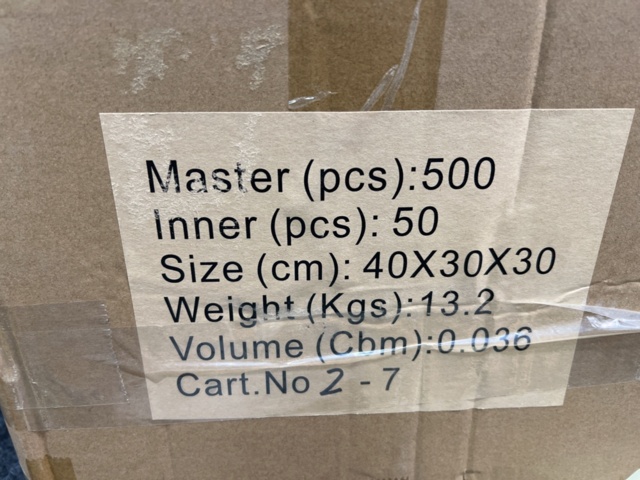 Master (pcs):500
Inner (pcs): 50
Size (cm): 40X30X30
Weight (Kgs):13.2
Volume (Cbm):0.036
Cart.No 2 - 7